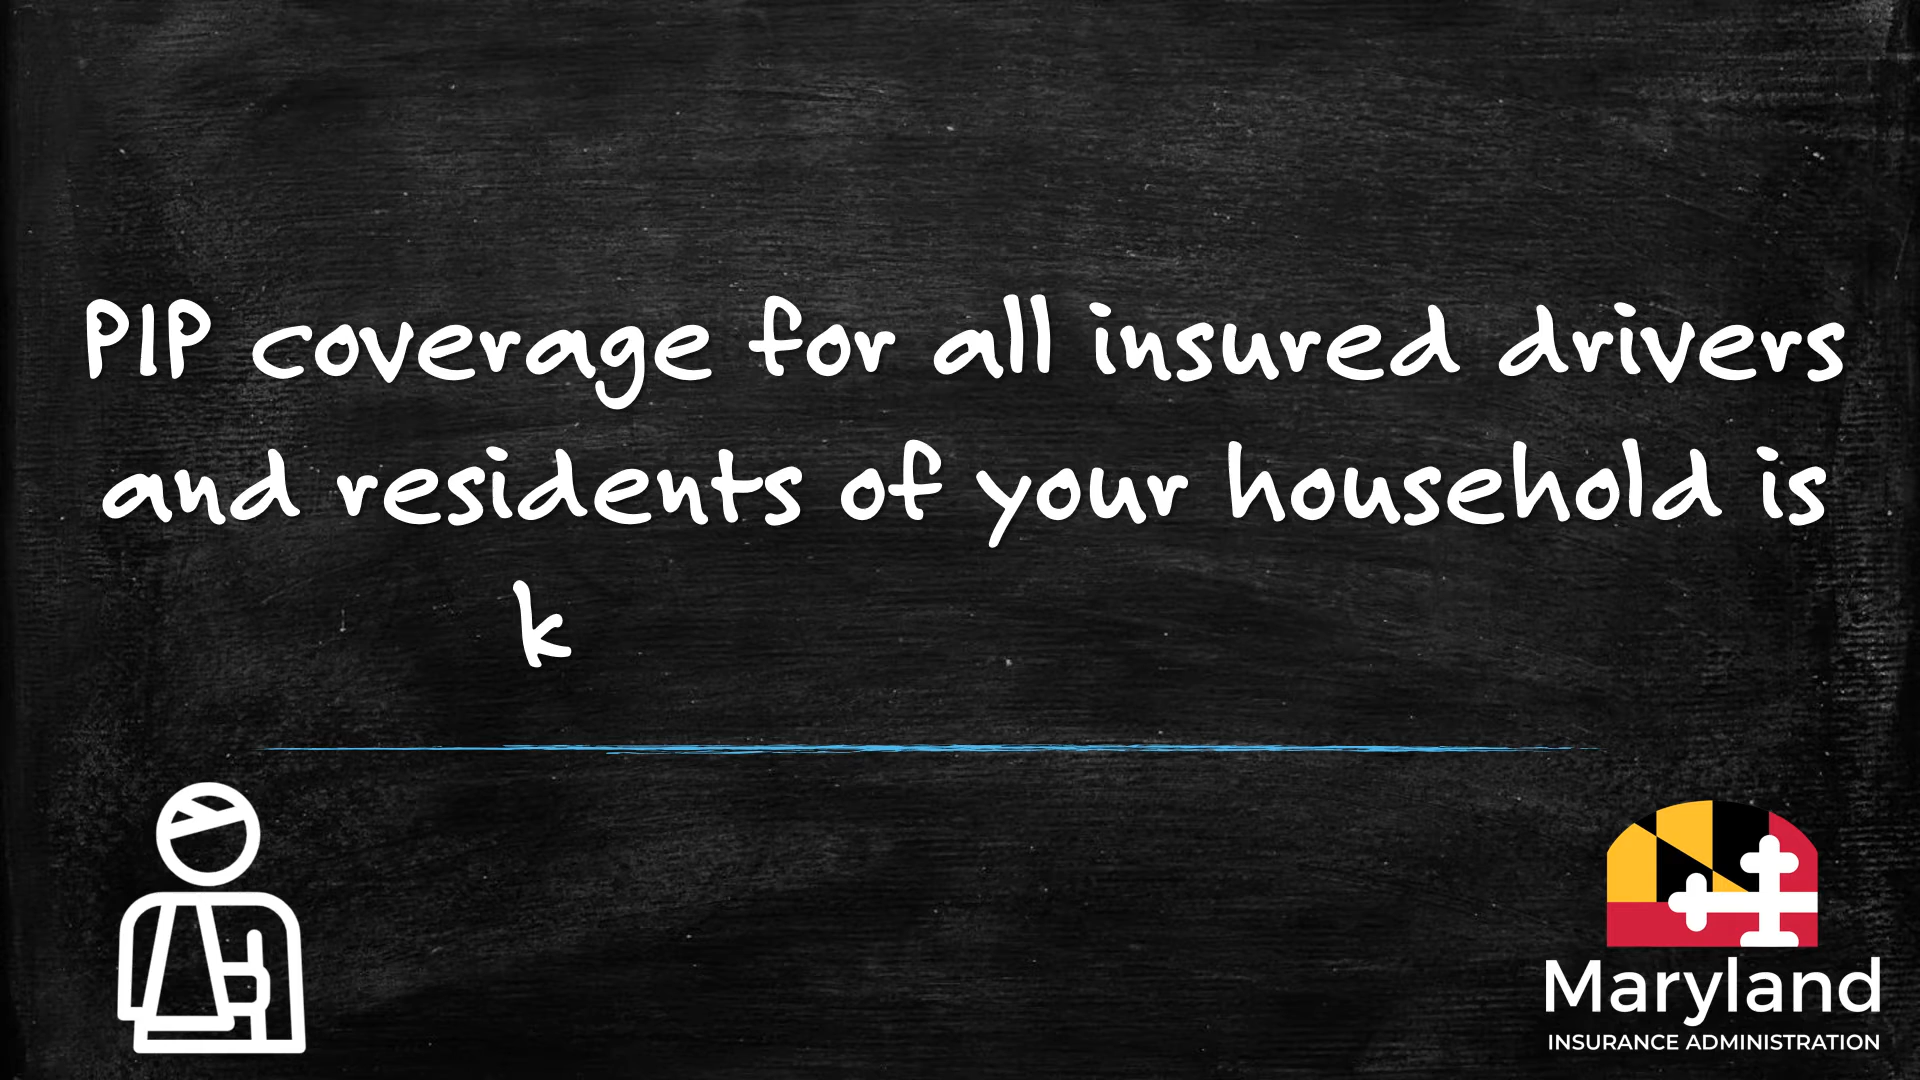 PIP coverage for all insured drivers
and residents of your household is
k
Maryland
INSURANCE ADMINISTRATION